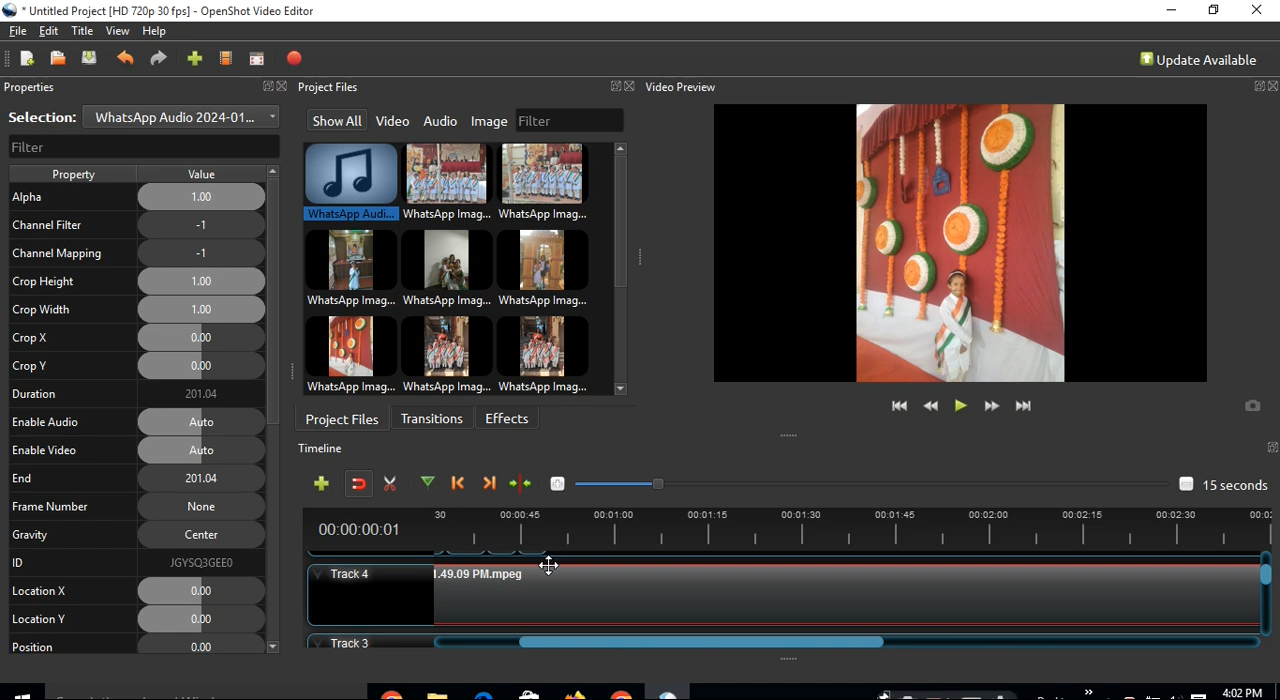 * Untitled Project [HD 720p 30 fps] - OpenShot Video Editor
File Edit Title View Help
Update Available
Properties
Project Files
Video Preview
Selection: WhatsApp Audio 2024-01...
Filter
Property Value
Alpha 1.00
Channel Filter -1
Channel Mapping -1
Crop Height 1.00
Crop Width 1.00
Crop X 0.00
Crop Y 0.00
Duration 201.04
Enable Audio Auto
Enable Video Auto
End 201.04
Frame Number None
Gravity Center
ID JGYSQ3GEE0
Location X 0.00
Location Y 0.00
Position 0.00
Show All Video Audio Image Filter
WhatsApp Audi... WhatsApp Imag... WhatsApp Imag...
WhatsApp Imag... WhatsApp Imag... WhatsApp Imag...
WhatsApp Imag... WhatsApp Imag... WhatsApp Imag...
Project Files Transitions Effects
Timeline
15 seconds
00:00:00:01
30 00:00:45 00:01:00 00:01:15 00:01:30 00:01:45 00:02:00 00:02:15 00:02:30 00:02
Track 4 1.49.09 PM.mpeg
Track 3
4:02 PM